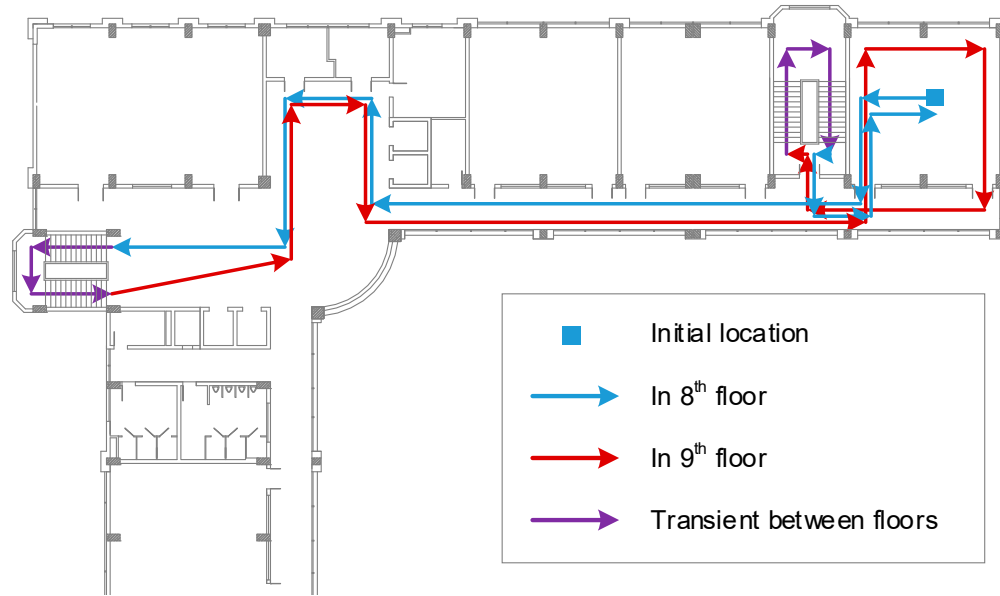 Initial location
In 8th floor
In 9th floor
Transient between floors